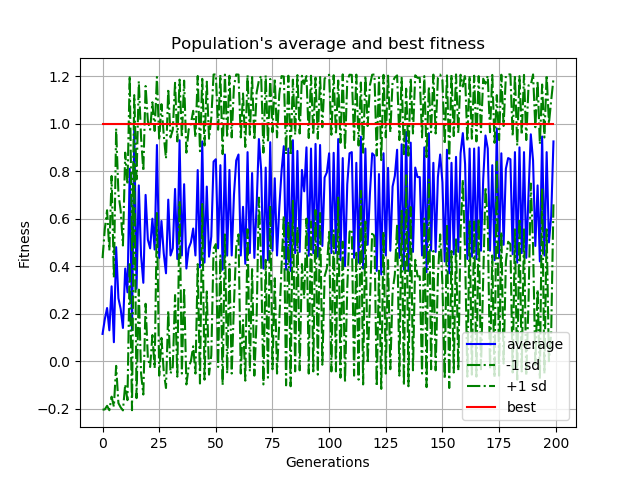 Population's average and best fitness
Fitness
1.2
1.0
0.8
0.6
0.4
0.2
0.0
−0.2
average
-1 sd
+1 sd
best
0
25
50
75
100
125
150
175
200
Generations